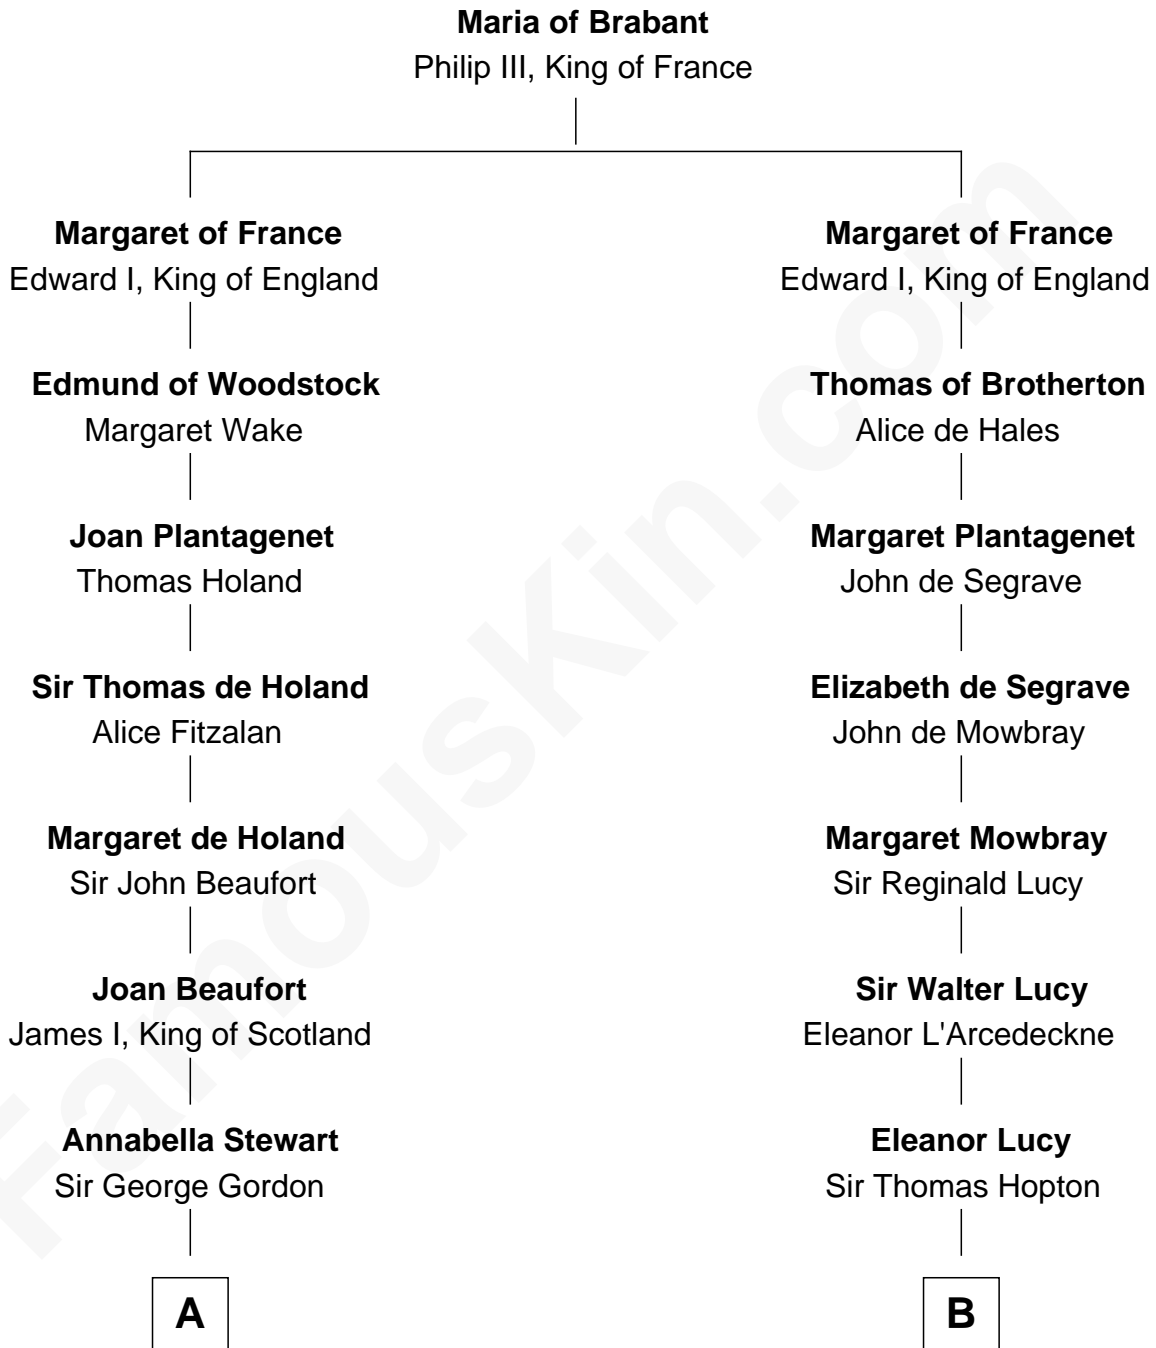 Maria of Brabant
Philip III, King of France
Margaret of France
Edward I, King of England
Edmund of Woodstock
Margaret Wake
Joan Plantagenet
Thomas Holand
Sir Thomas de Holand
Alice Fitzalan
Margaret de Holand
Sir John Beaufort
Joan Beaufort
James I, King of Scotland
Annabella Stewart
Sir George Gordon
A
Margaret of France
Edward I, King of England
Thomas of Brotherton
Alice de Hales
Margaret Plantagenet
John de Segrave
Elizabeth de Segrave
John de Mowbray
Margaret Mowbray
Sir Reginald Lucy
Sir Walter Lucy
Eleanor L'Arcedeckne
Eleanor Lucy
Sir Thomas Hopton
B
FamousKin.com